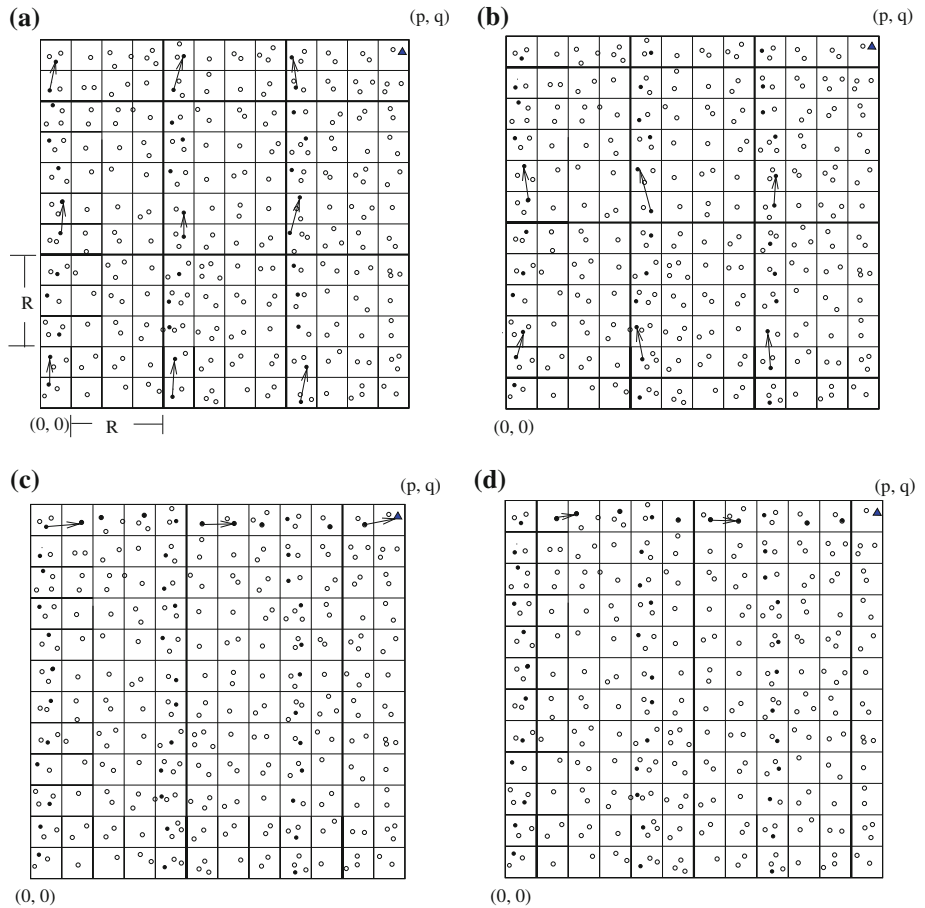 (a)
(p, q)
(b)
(p, q)
R
(0, 0)
R
(0, 0)
(c)
(p, q)
(d)
(p, q)
(0, 0)
(0, 0)